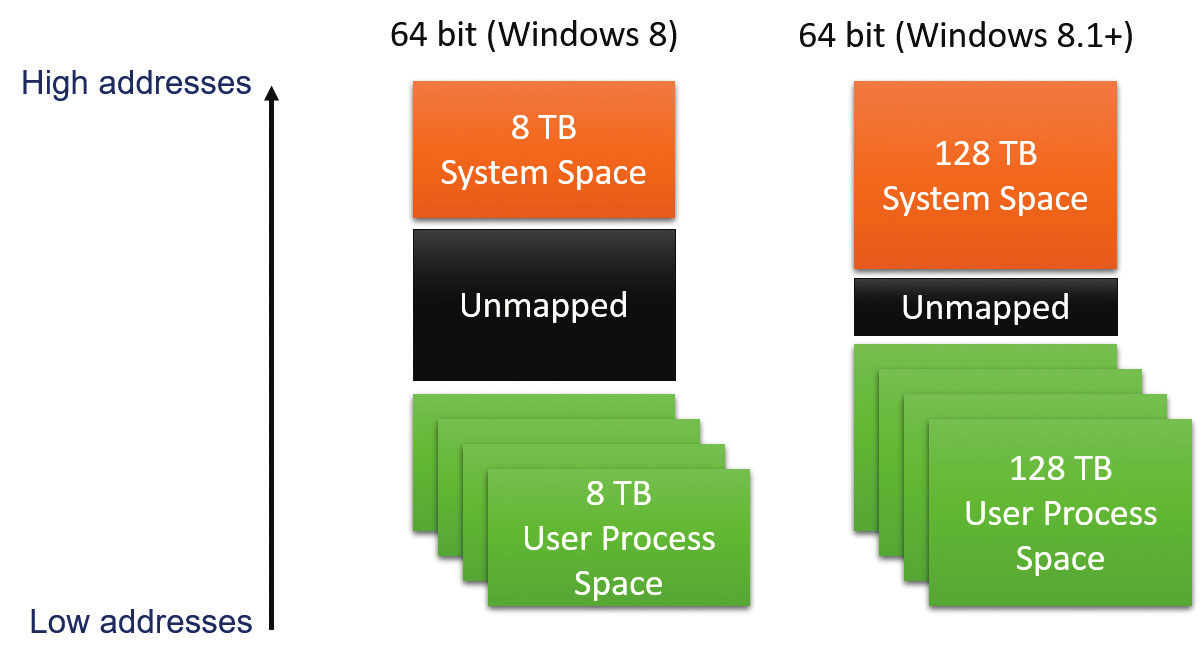 64 bit (Windows 8)
64 bit (Windows 8.1+)
High addresses
8 TB
System Space
128 TB
System Space
Unmapped
Unmapped
8 TB
User Process
Space
128 TB
User Process
Space
Low addresses